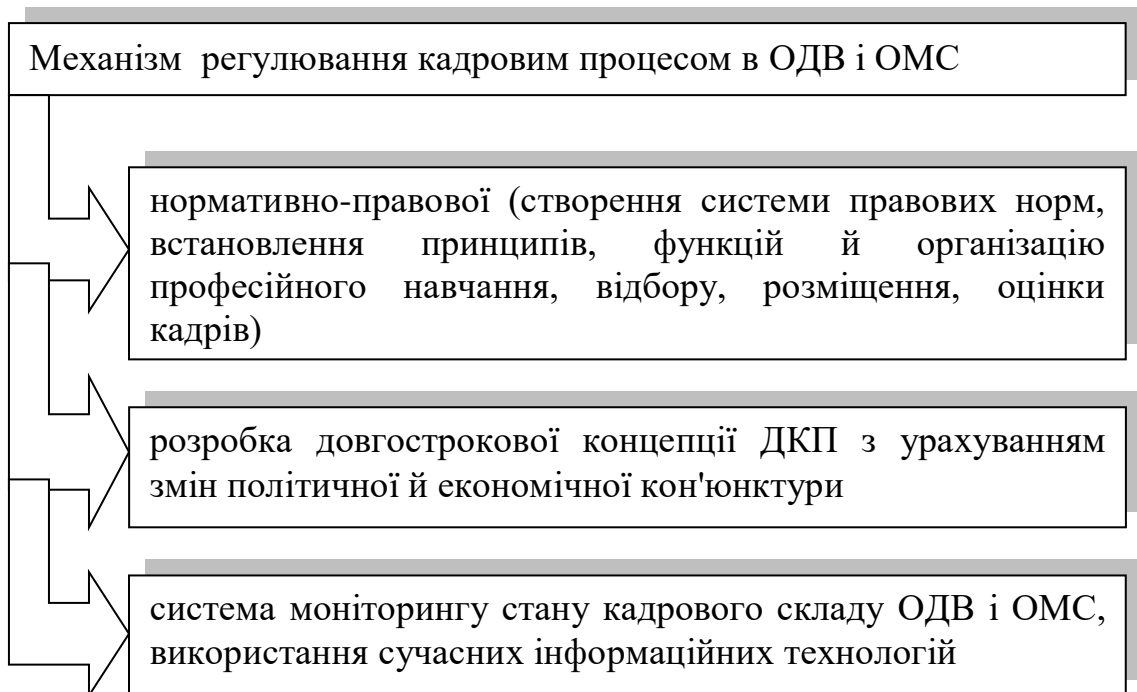 Механізм регулювання кадровим процесом в ОДВ і ОМС
нормативно-правової (створення системи правових норм,
встановлення принципів, функцій й організацію
професійного навчання, відбору, розміщення, оцінки
кадрів)
розробка довгострокової концепції ДКП з урахуванням
змін політичної й економічної кон'юнктури
система моніторингу стану кадрового складу ОДВ і ОМС,
використання сучасних інформаційних технологій